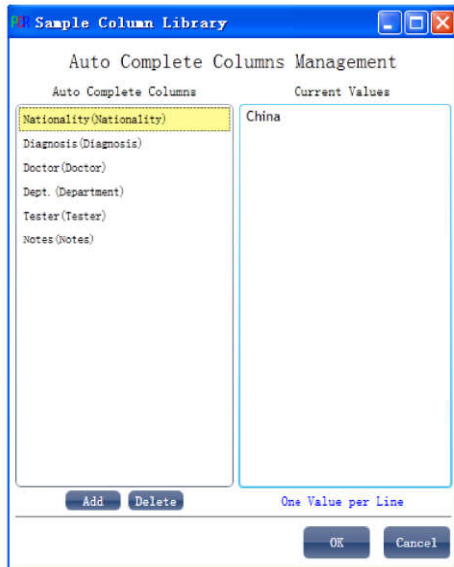 Sample Column Library
Auto Complete Columns Management
Auto Complete Columns
Current Values
Nationality(Nationality)
China
Diagnosis(Diagnosis)
Doctor(Doctor)
Dept. (Department)
Tester(Tester)
Notes(Notes)
Add
Delete
One Value per Line
OK
Cancel